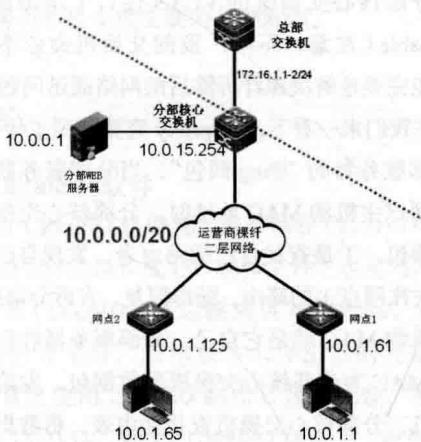 总部
交换机
172.16.1.1-2/24
分部核心
交换机
10.0.15.254
10.0.0.1
分部WEB
服务器
10.0.0.0/20
运营商裸纤
二层网络
网点2
网点1
10.0.1.125
10.0.1.61
10.0.1.65
10.0.1.1